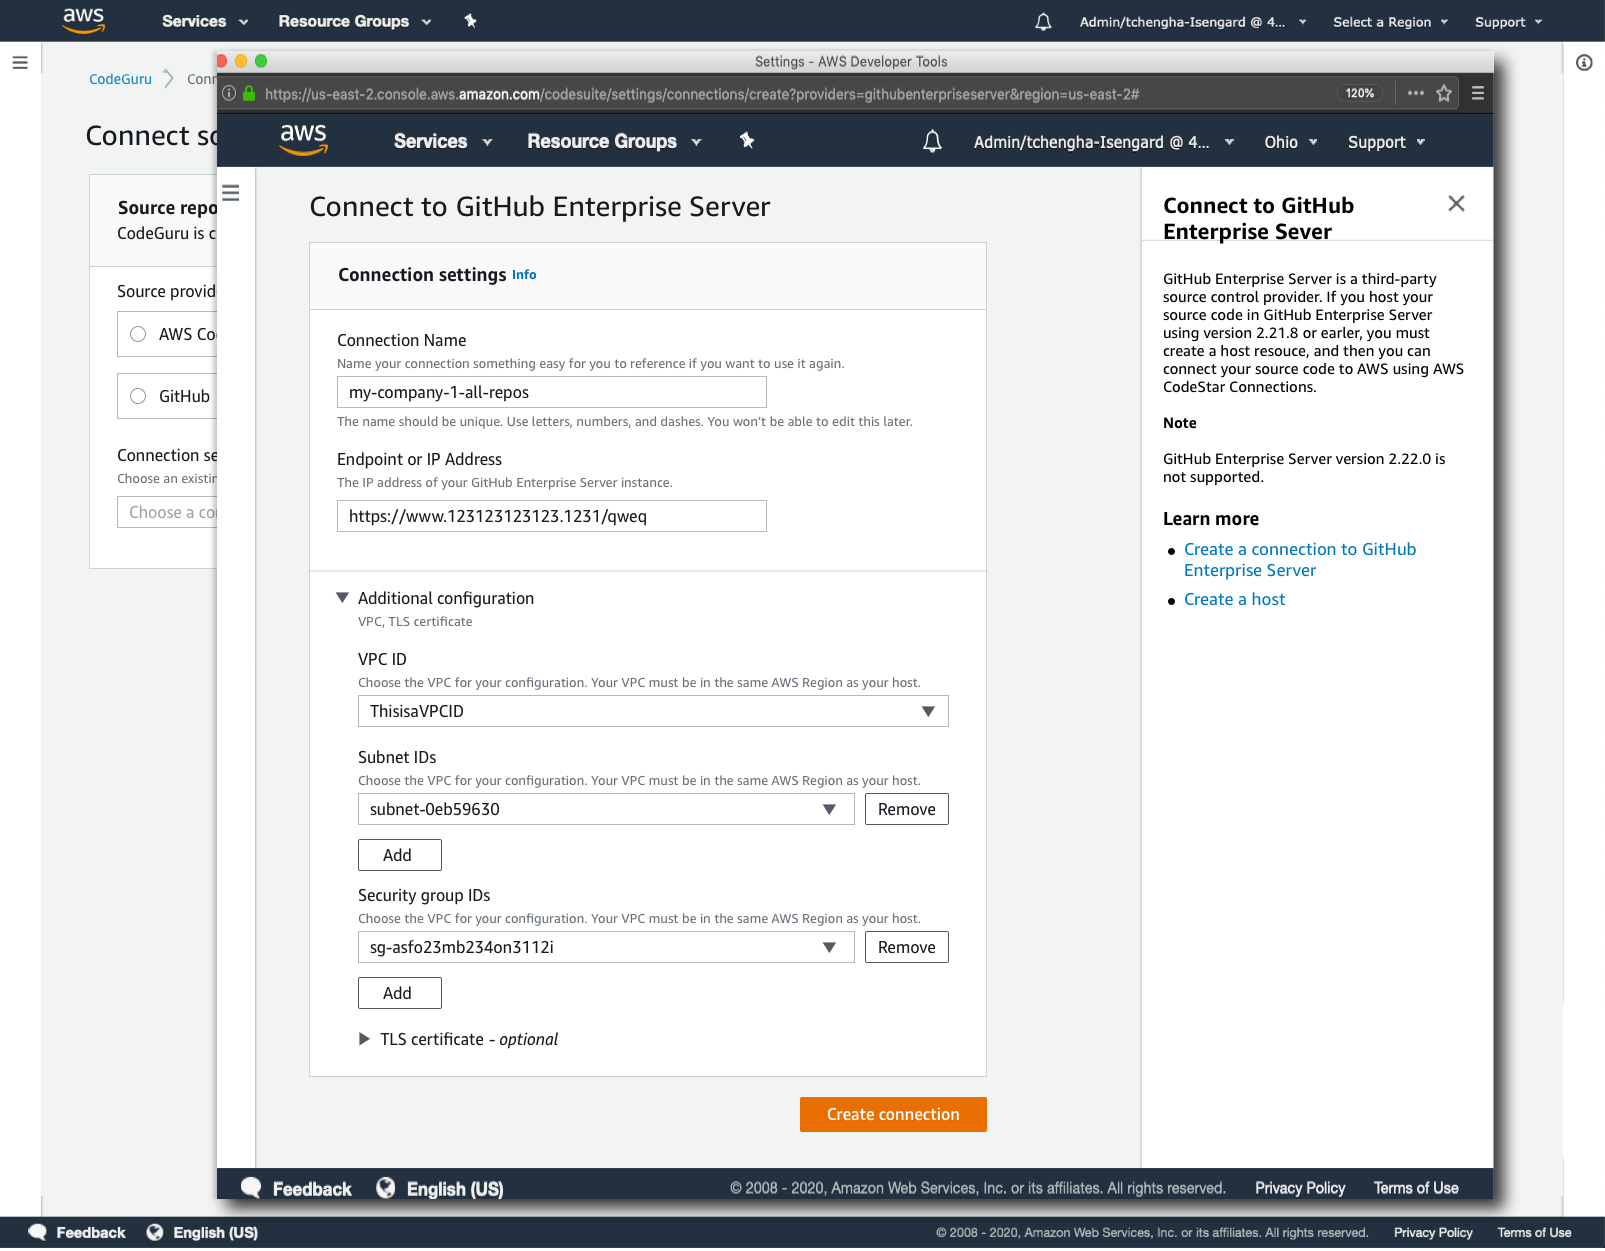 aws Services Resource Groups Admin/tchengha-Isengard @ 4... Select a Region Support
CodeGuru
Connect
Source
CodeGuru is
Source
AWS
GitHub
Connection
Choose an
Choose a
Settings - AWS Developer Tools
https://us-east-2.console.aws.amazon.com/codesuite/settings/connections/create?providers=githubenterpriseserver&region=us-east-2# 120%
aws Services Resource Groups Admin/tchengha-Isengard @ 4... Ohio Support
Connect to GitHub Enterprise Server
Connection settings Info
Connection Name
Name your connection something easy for you to reference if you want to use it again.
my-company-1-all-repos
The name should be unique. Use letters, numbers, and dashes. You won't be able to edit this later.
Endpoint or IP Address
The IP address of your GitHub Enterprise Server instance.
https://www.123123123123.1231/qweq
Additional configuration
VPC, TLS certificate
VPC ID
Choose the VPC for your configuration. Your VPC must be in the same AWS Region as your host.
ThisisaVPCID
Subnet IDs
Choose the VPC for your configuration. Your VPC must be in the same AWS Region as your host.
subnet-0eb59630 Remove
Add
Security group IDs
Choose the VPC for your configuration. Your VPC must be in the same AWS Region as your host.
sg-asfo23mb234on3112i Remove
Add
TLS certificate - optional
Create connection
Connect to GitHub
Enterprise Sever
GitHub Enterprise Server is a third-party
source control provider. If you host your
source code in GitHub Enterprise Server
using version 2.21.8 or earler, you must
create a host resouce, and then you can
connect your source code to AWS using AWS
CodeStar Connections.
Note
GitHub Enterprise Server version 2.22.0 is
not supported.
Learn more
Create a connection to GitHub
Enterprise Server
Create a host
Feedback English (US) © 2008 - 2020, Amazon Web Services, Inc. or its affiliates. All rights reserved. Privacy Policy Terms of Use
Feedback English (US) © 2008 - 2020, Amazon Web Services, Inc. or its affiliates. All rights reserved. Privacy Policy Terms of Use